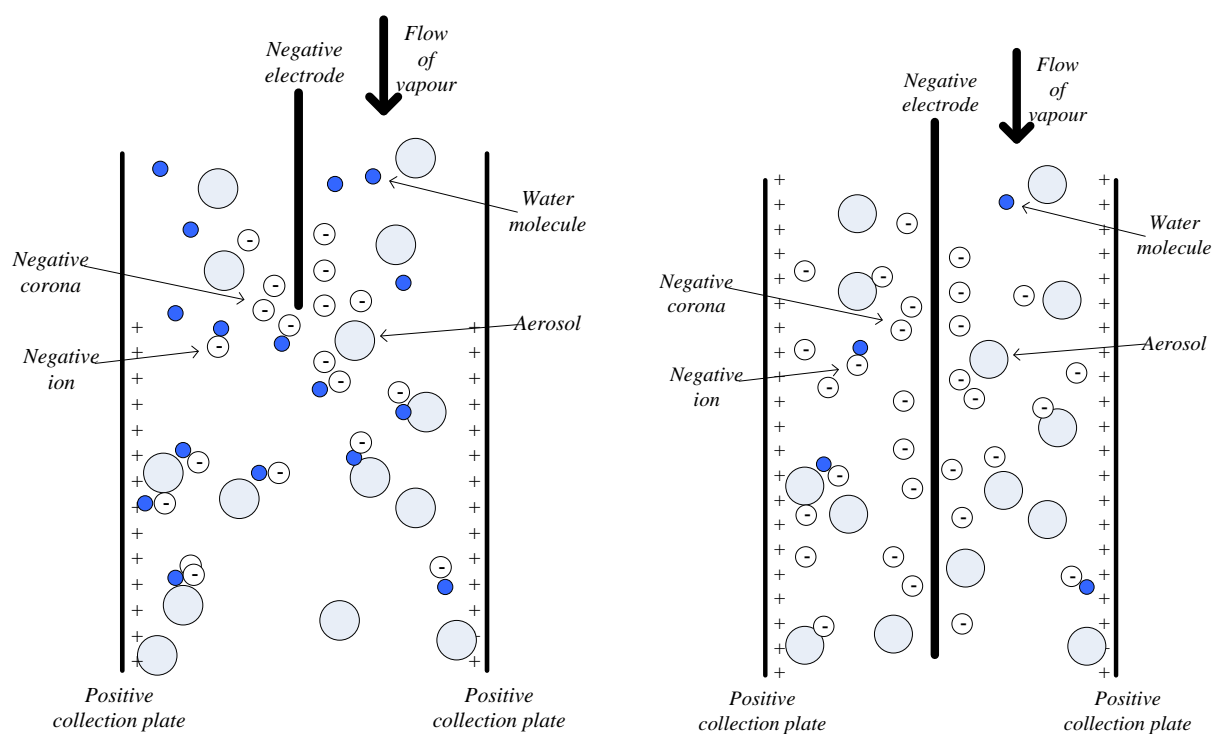 Flow
of
vapour
Negative
electrode
Water
molecule
Negative
corona
Aerosol
Negative
ion
Positive
collection plate
Positive
collection plate
Flow
of
vapour
Negative
electrode
Water
molecule
Negative
corona
Aerosol
Negative
ion
Positive
collection plate
Positive
collection plate